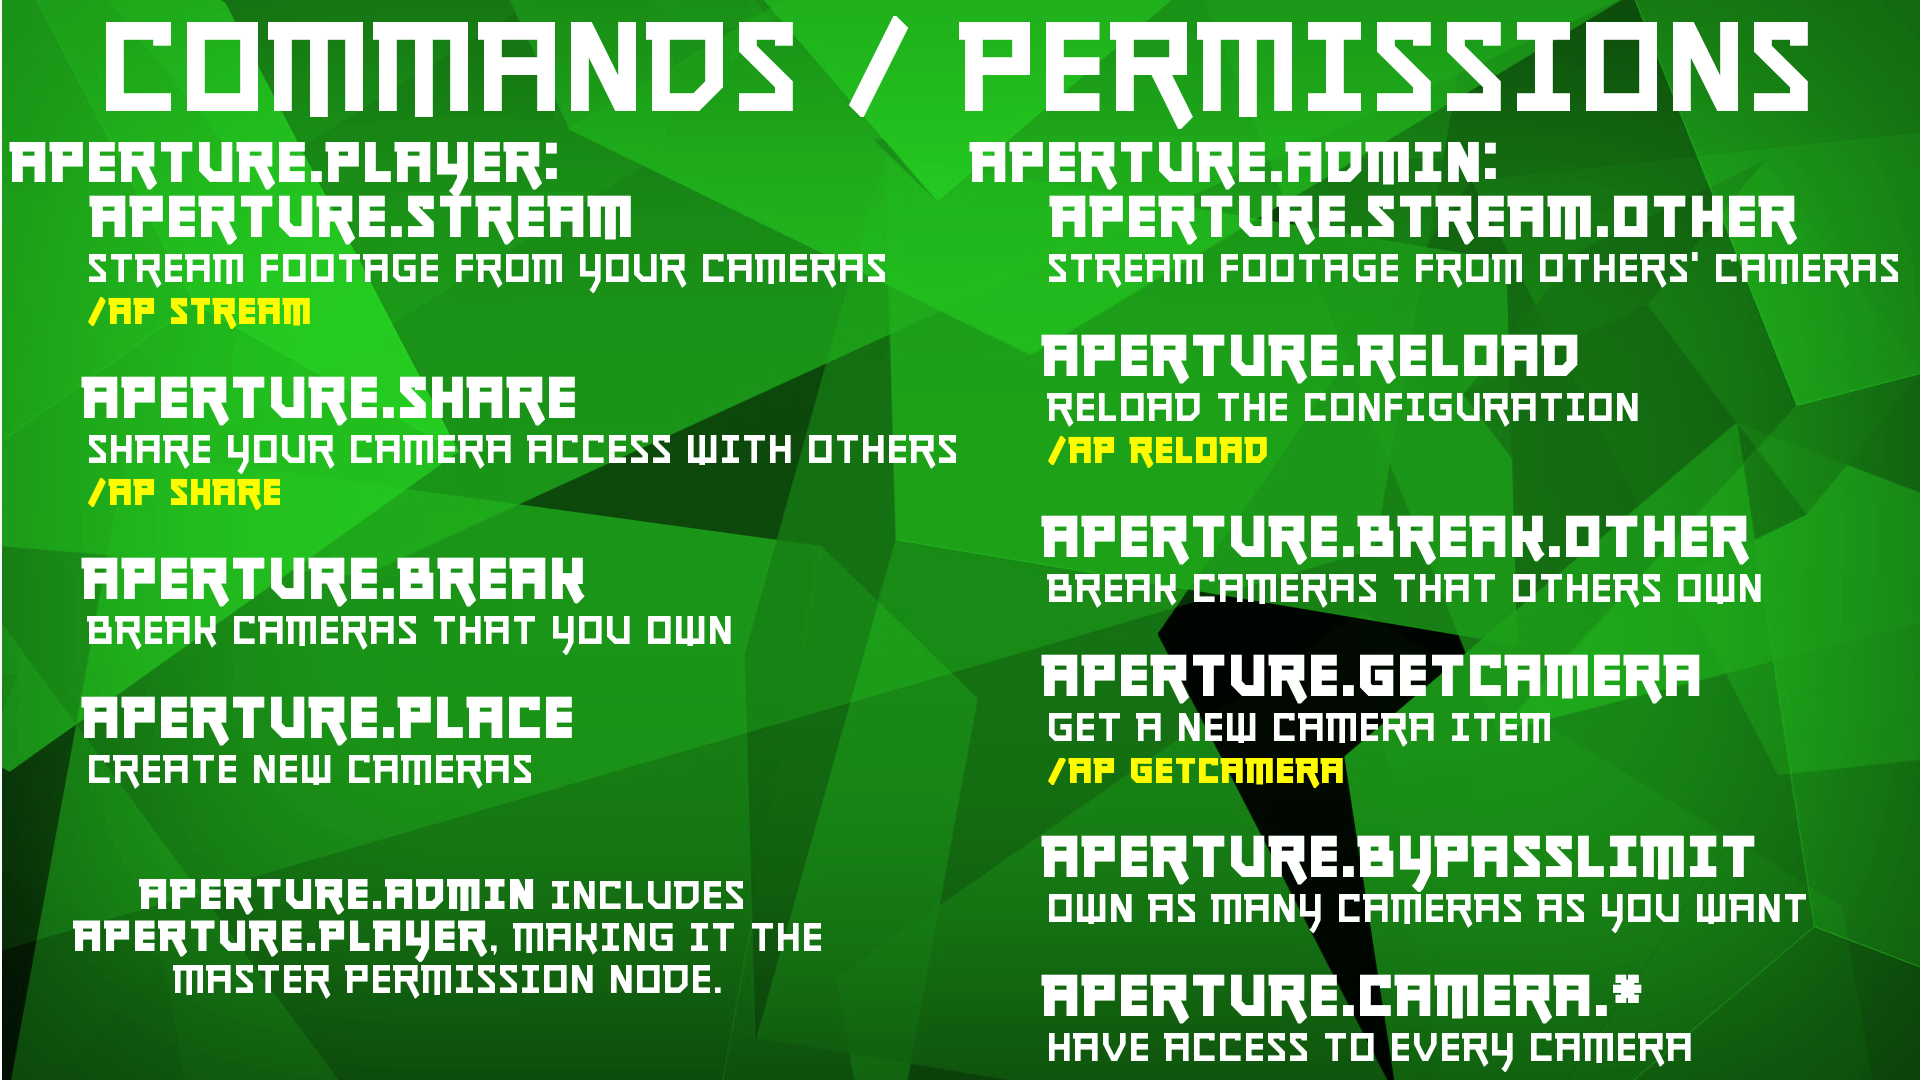 COMMANDS / PERMISSIONS
APERTURE.PLAYER:
APERTURE.STREAM
STREAM FOOTAGE FROM YOUR CAMERAS
/AP STREAM
APERTURE.SHARE
SHARE YOUR CAMERA ACCESS WITH OTHERS
/AP SHARE
APERTURE.BREAK
BREAK CAMERAS THAT YOU OWN
APERTURE.PLACE
CREATE NEW CAMERAS
APERTURE.ADMIN INCLUDES
APERTURE.PLAYER, MAKING IT THE
MASTER PERMISSION NODE.
APERTURE.ADMIN:
APERTURE.STREAM.OTHER
STREAM FOOTAGE FROM OTHERS' CAMERAS
APERTURE.RELOAD
RELOAD THE CONFIGURATION
/AP RELOAD
APERTURE.BREAK.OTHER
BREAK CAMERAS THAT OTHERS OWN
APERTURE.GETCAMERA
GET A NEW CAMERA ITEM
/AP GETCAMERA
APERTURE.BYPASSLIMIT
OWN AS MANY CAMERAS AS YOU WANT
APERTURE.CAMERA.*
HAVE ACCESS TO EVERY CAMERA